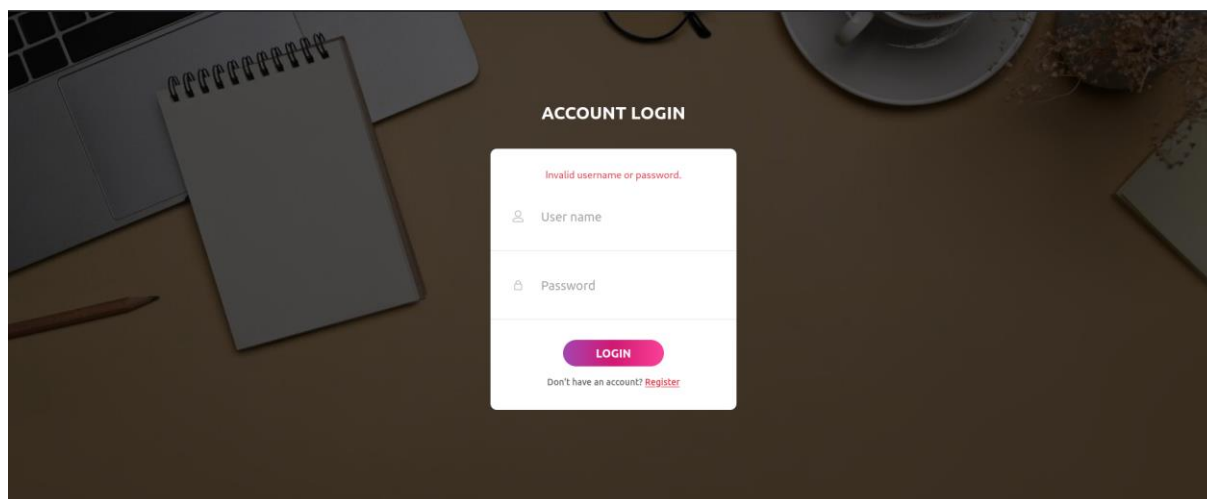 ACCOUNT LOGIN
Invalid username or password.
User name
Password
LOGIN
Don't have an account? Register